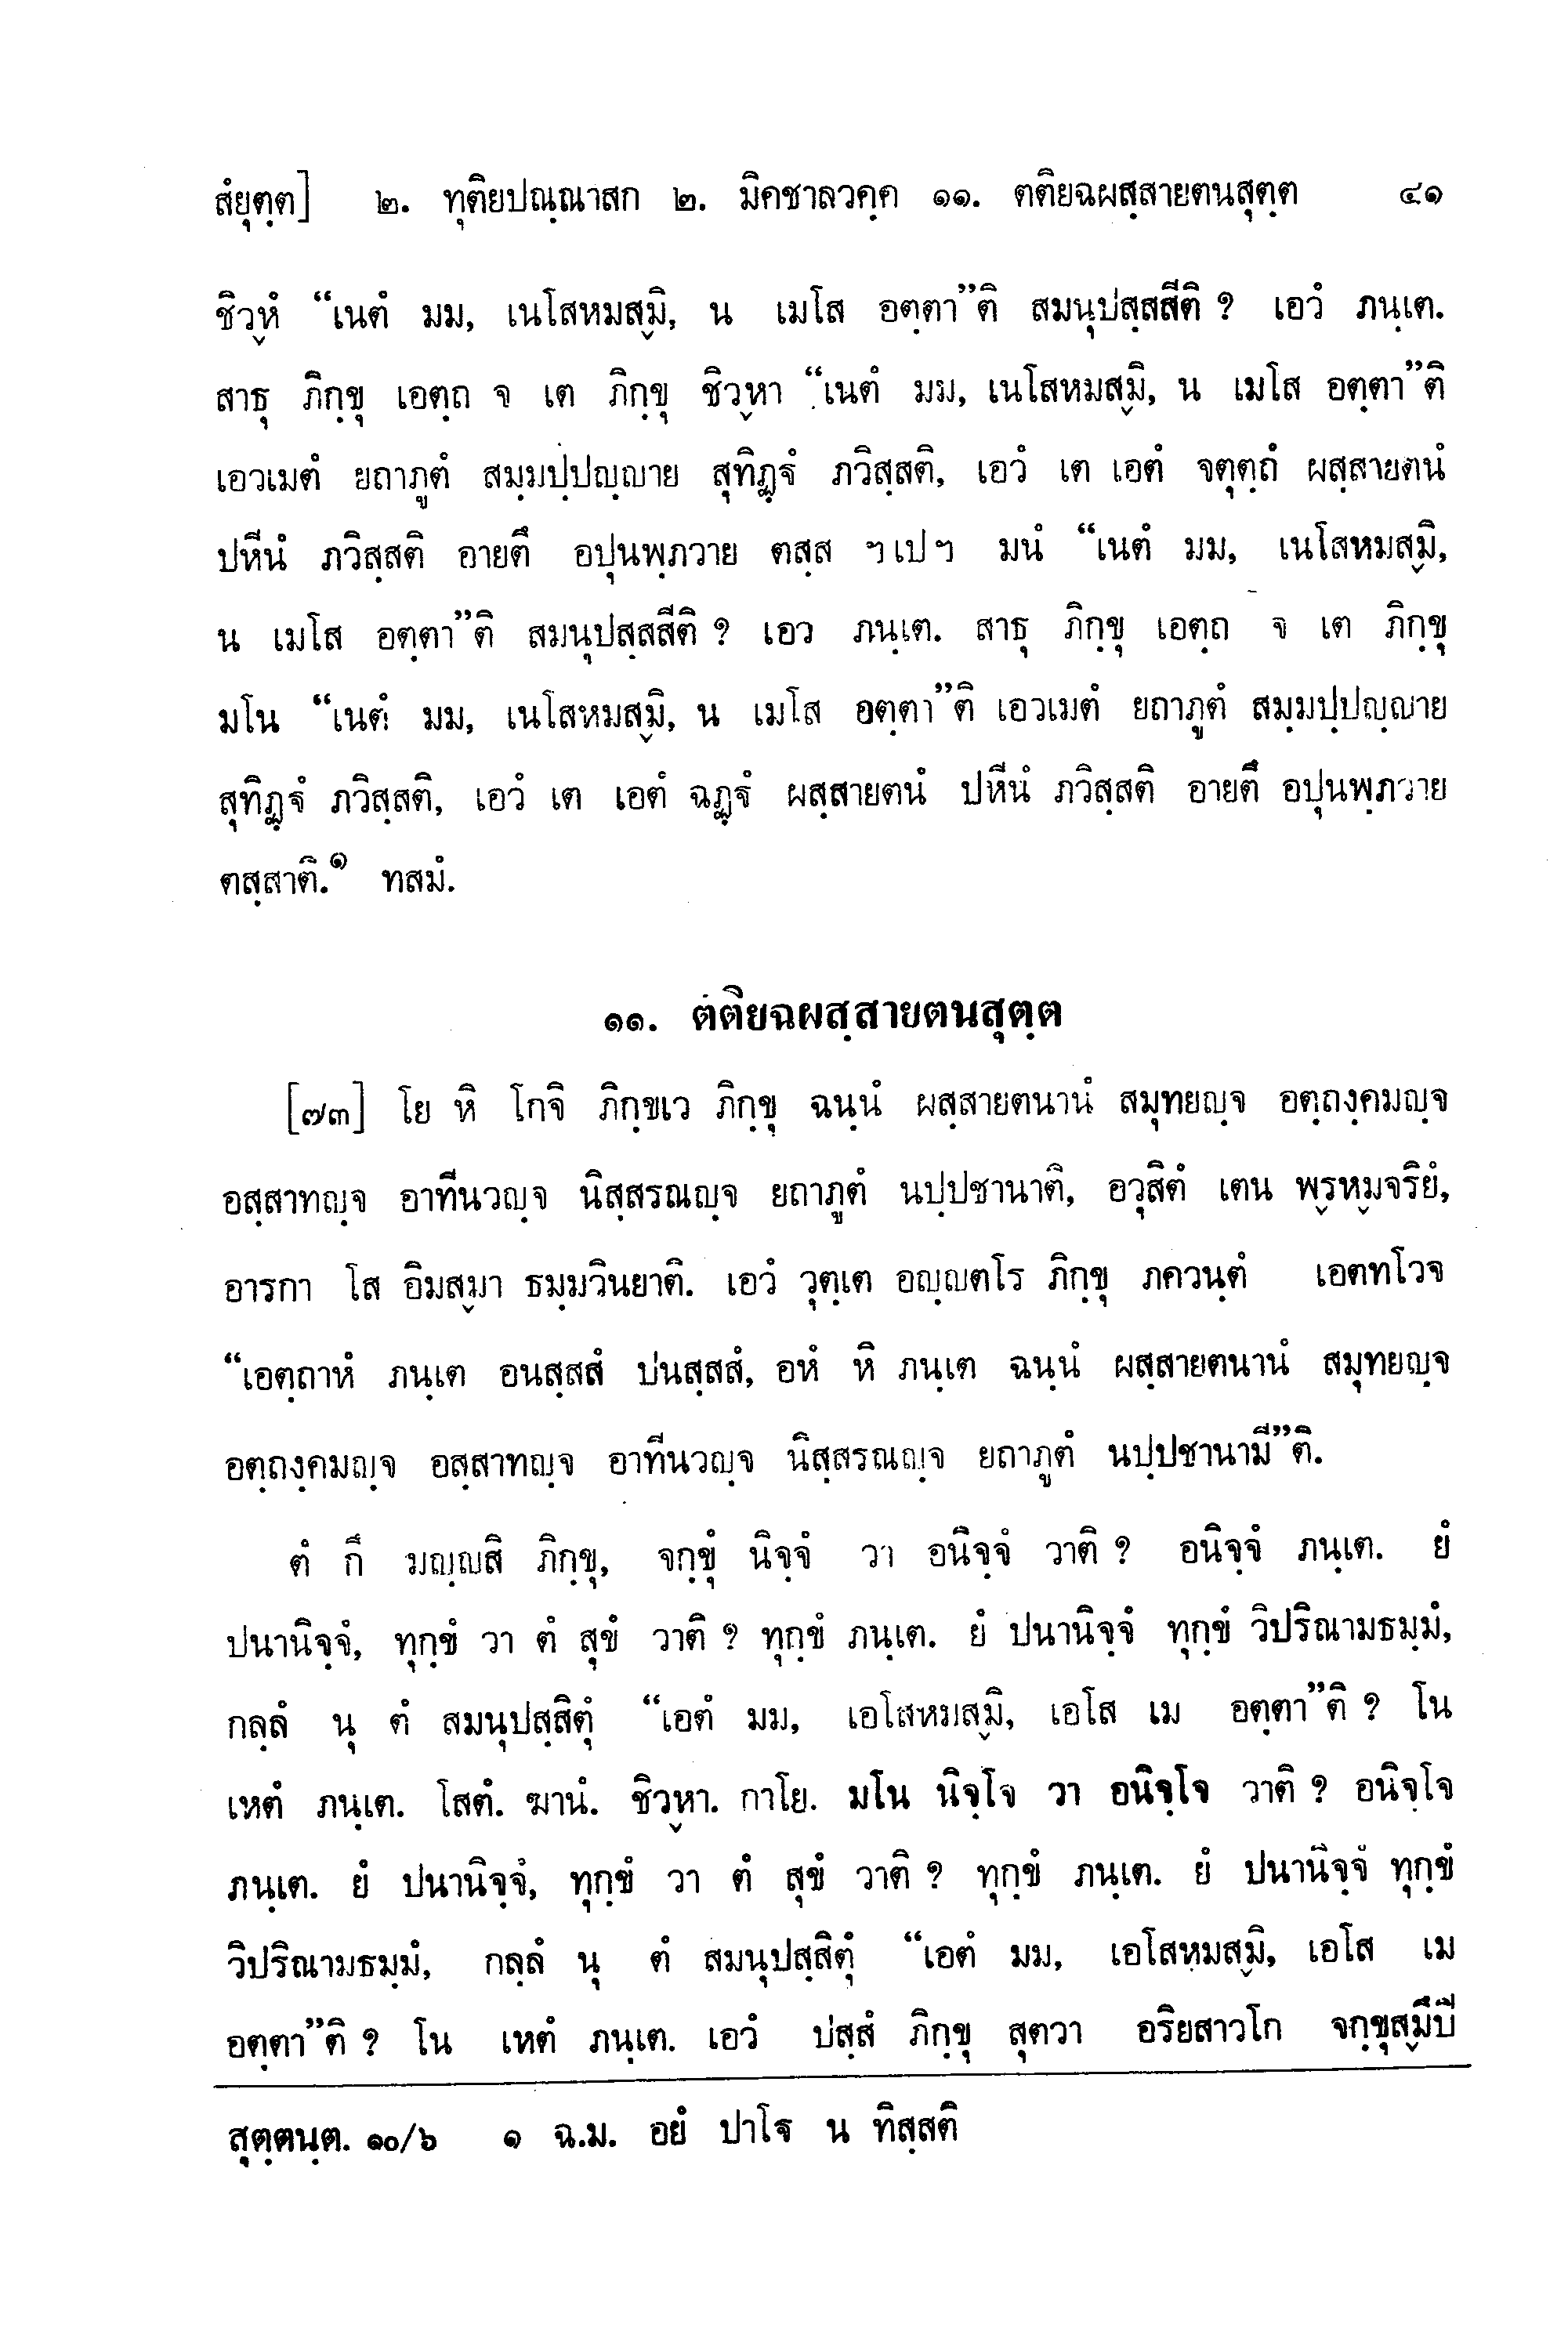 สํยุตฺต] ๒. ทุติยปณฺณาสก ๒. มิคชาลวคฺค ๑๑. ตติยฉผสฺสายตนสุตฺต ๔๑
ชิวฺหํ “เนตํ มม, เนโสหมสฺมิ, น เมโส อตฺตา”ติ สมนุปสฺสสีติ ? เอวํ ภนฺเต.
สาธุ ภิกฺขุ เอตฺถ จ เต ภิกฺขุ ชิวฺหา “เนตํ มม, เนโสหมสฺมิ, น เมโส อตฺตา”ติ
เอวเมตํ ยถาภูตํ สมฺมปฺปญฺญาย สุทิฏฺฐํ ภวิสฺสติ, เอวํ เต เอตํ จตุตฺถํ ผสฺสายตนํ
ปหีนํ ภวิสฺสติ อายตึ อปุนพฺภวาย ตสฺส ฯ เป ฯ มนํ “เนตํ มม, เนโสหมสฺมิ,
น เมโส อตฺตา”ติ สมนุปสฺสสีติ ? เอว ภนฺเต. สาธุ ภิกฺขุ เอตฺถ จ เต ภิกฺขุ
มโน “เนตํ มม, เนโสหมสฺมิ, น เมโส อตฺตา”ติ เอวเมตํ ยถาภูตํ สมฺมปฺปญฺญาย
สุทิฏฺฐํ ภวิสฺสติ, เอวํ เต เอตํ ฉฏฺฐํ ผสฺสายตนํ ปหีนํ ภวิสฺสติ อายตึ อปุนพฺภวาย
ตสฺสาติ.๑ ทสมํ.
๑๑. ตติยฉผสฺสายตนสุตฺต
[๗๓] โย หิ โกจิ ภิกฺขเว ภิกฺขุ ฉนฺนํ ผสฺสายตนานํ สมุทยญฺจ อตฺถงฺคมญฺจ
อสฺสาทญฺจ อาทีนวญฺจ นิสฺสรณญฺจ ยถาภูตํ นปฺปชานาติ, อวุสิตํ เตน พฺรหฺมจริยํ,
อารกา โส อิมสฺมา ธมฺมวินยาติ. เอวํ วุตฺเต อญฺญตโร ภิกฺขุ ภควนฺตํ เอตทโวจ
“เอตฺถาหํ ภนฺเต อนสฺสสํ ปนสฺสสํ, อหํ หิ ภนฺเต ฉนฺนํ ผสฺสายตนานํ สมุทยญฺจ
อตฺถงฺคมญฺจ อสฺสาทญฺจ อาทีนวญฺจ นิสฺสรณญฺจ ยถาภูตํ นปฺปชานามี”ติ.
ตํ กึ มญฺญสิ ภิกฺขุ, จกฺขุํ นิจฺจํ วา อนิจฺจํ วาติ ? อนิจฺจํ ภนฺเต. ยํ
ปนานิจฺจํ, ทุกฺขํ วา ตํ สุขํ วาติ ? ทุกฺขํ ภนฺเต. ยํ ปนานิจฺจํ ทุกฺขํ วิปริณามธมฺมํ,
กลฺลํ นุ ตํ สมนุปสฺสิตุํ “เอตํ มม, เอโสหมสฺมิ, เอโส เม อตฺตา”ติ ? โน
เหตํ ภนฺเต. โสตํ. ฆานํ. ชิวฺหา. กาโย. มโน นิจฺโจ วา อนิจฺโจ วาติ ? อนิจฺโจ
ภนฺเต. ยํ ปนานิจฺจํ, ทุกฺขํ วา ตํ สุขํ วาติ ? ทุกฺขํ ภนฺเต. ยํ ปนานิจฺจํ ทุกฺขํ
วิปริณามธมฺมํ, กลฺลํ นุ ตํ สมนุปสฺสิตุํ “เอตํ มม, เอโสหมสฺมิ, เอโส เม
อตฺตา”ติ ? โน เหตํ ภนฺเต. เอวํ ปสฺสํ ภิกฺขุ สุตวา อริยสาวโก จกฺขุสฺมึปิ
สุตฺตนฺต. ๑๐/๖ ๑ ฉ.ม. อยํ ปาโฐ น ทิสฺสติ